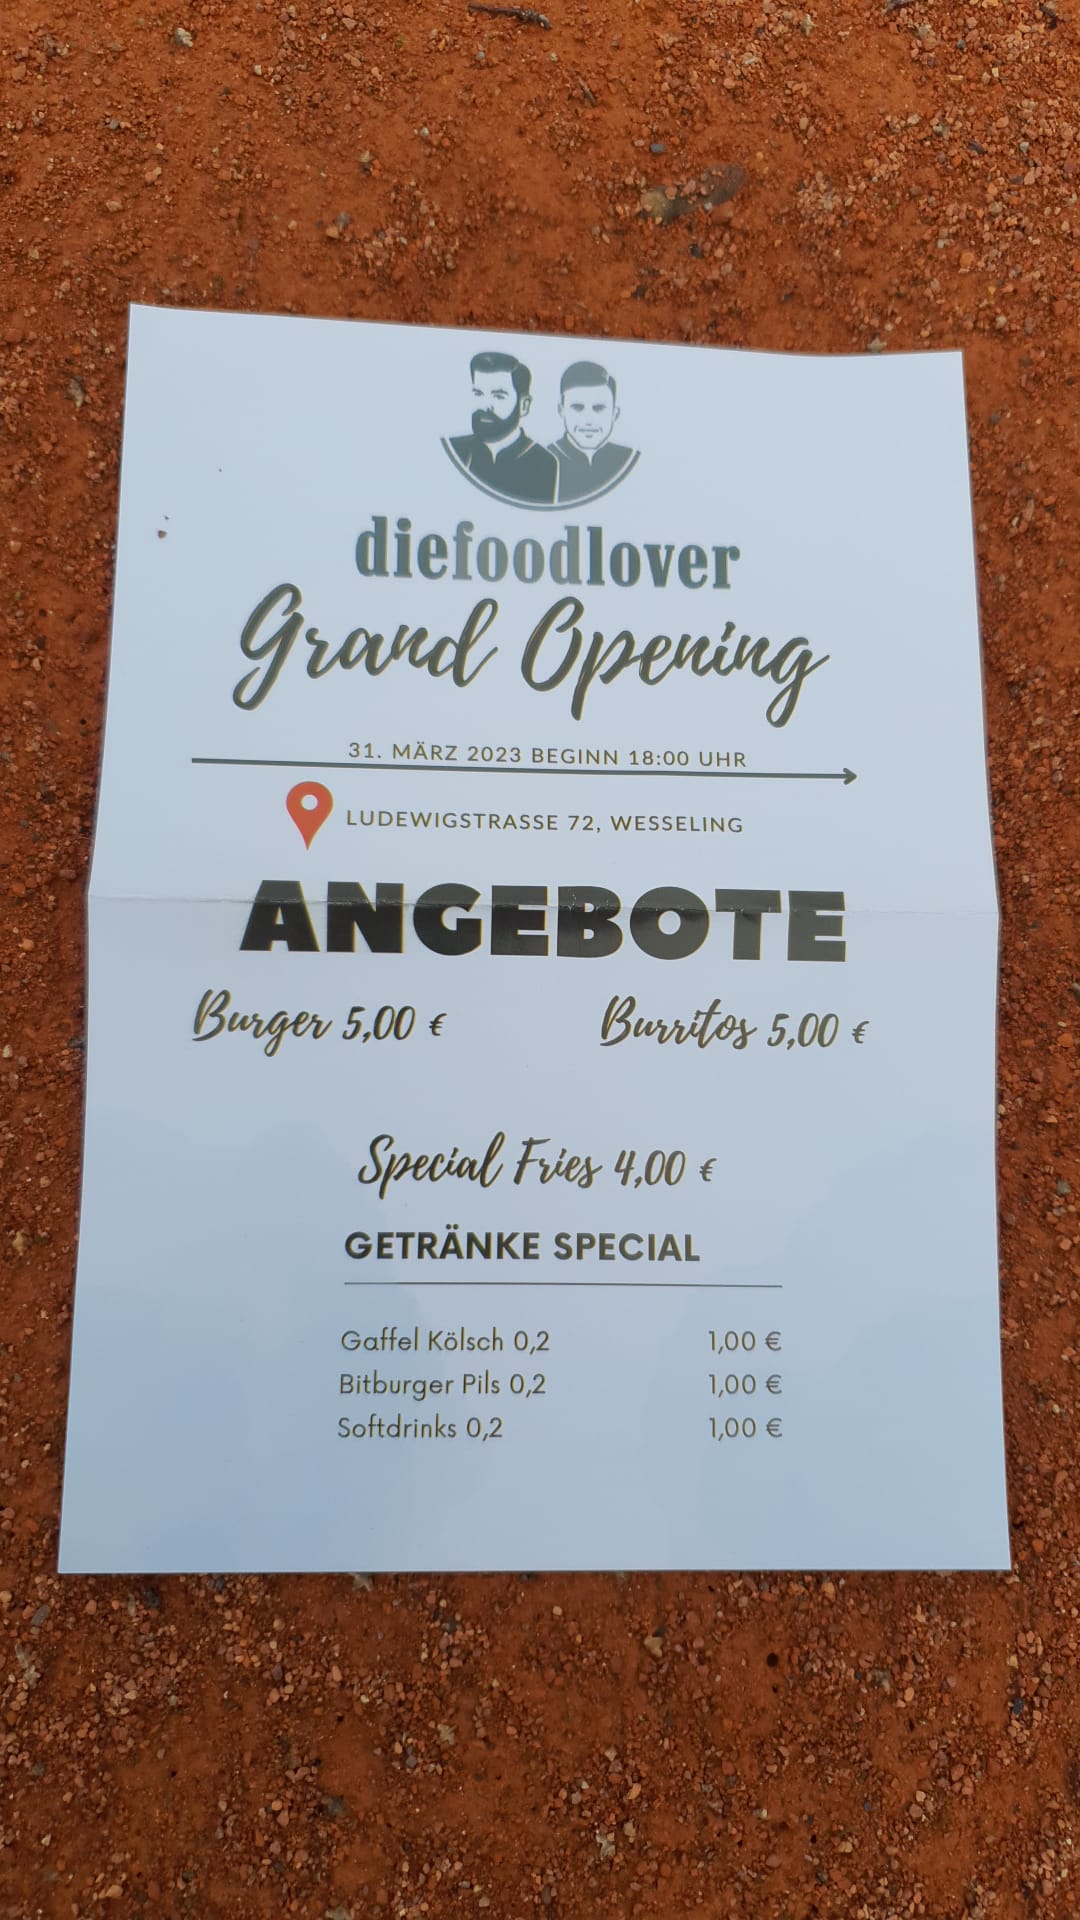 diefoodlover
Grand Opening
31. MÄRZ 2023 BEGINN 18:00 UHR
LUDEWIGSTRASSE 72, WESSELING
ANGEBOTE
Burger 5,00 € Burritos 5,00 €
Special Fries 4,00 €
GETRÄNKE SPECIAL
Gaffel Kölsch 0,2 1,00 €
Bitburger Pils 0,2 1,00 €
Softdrinks 0,2 1,00 €